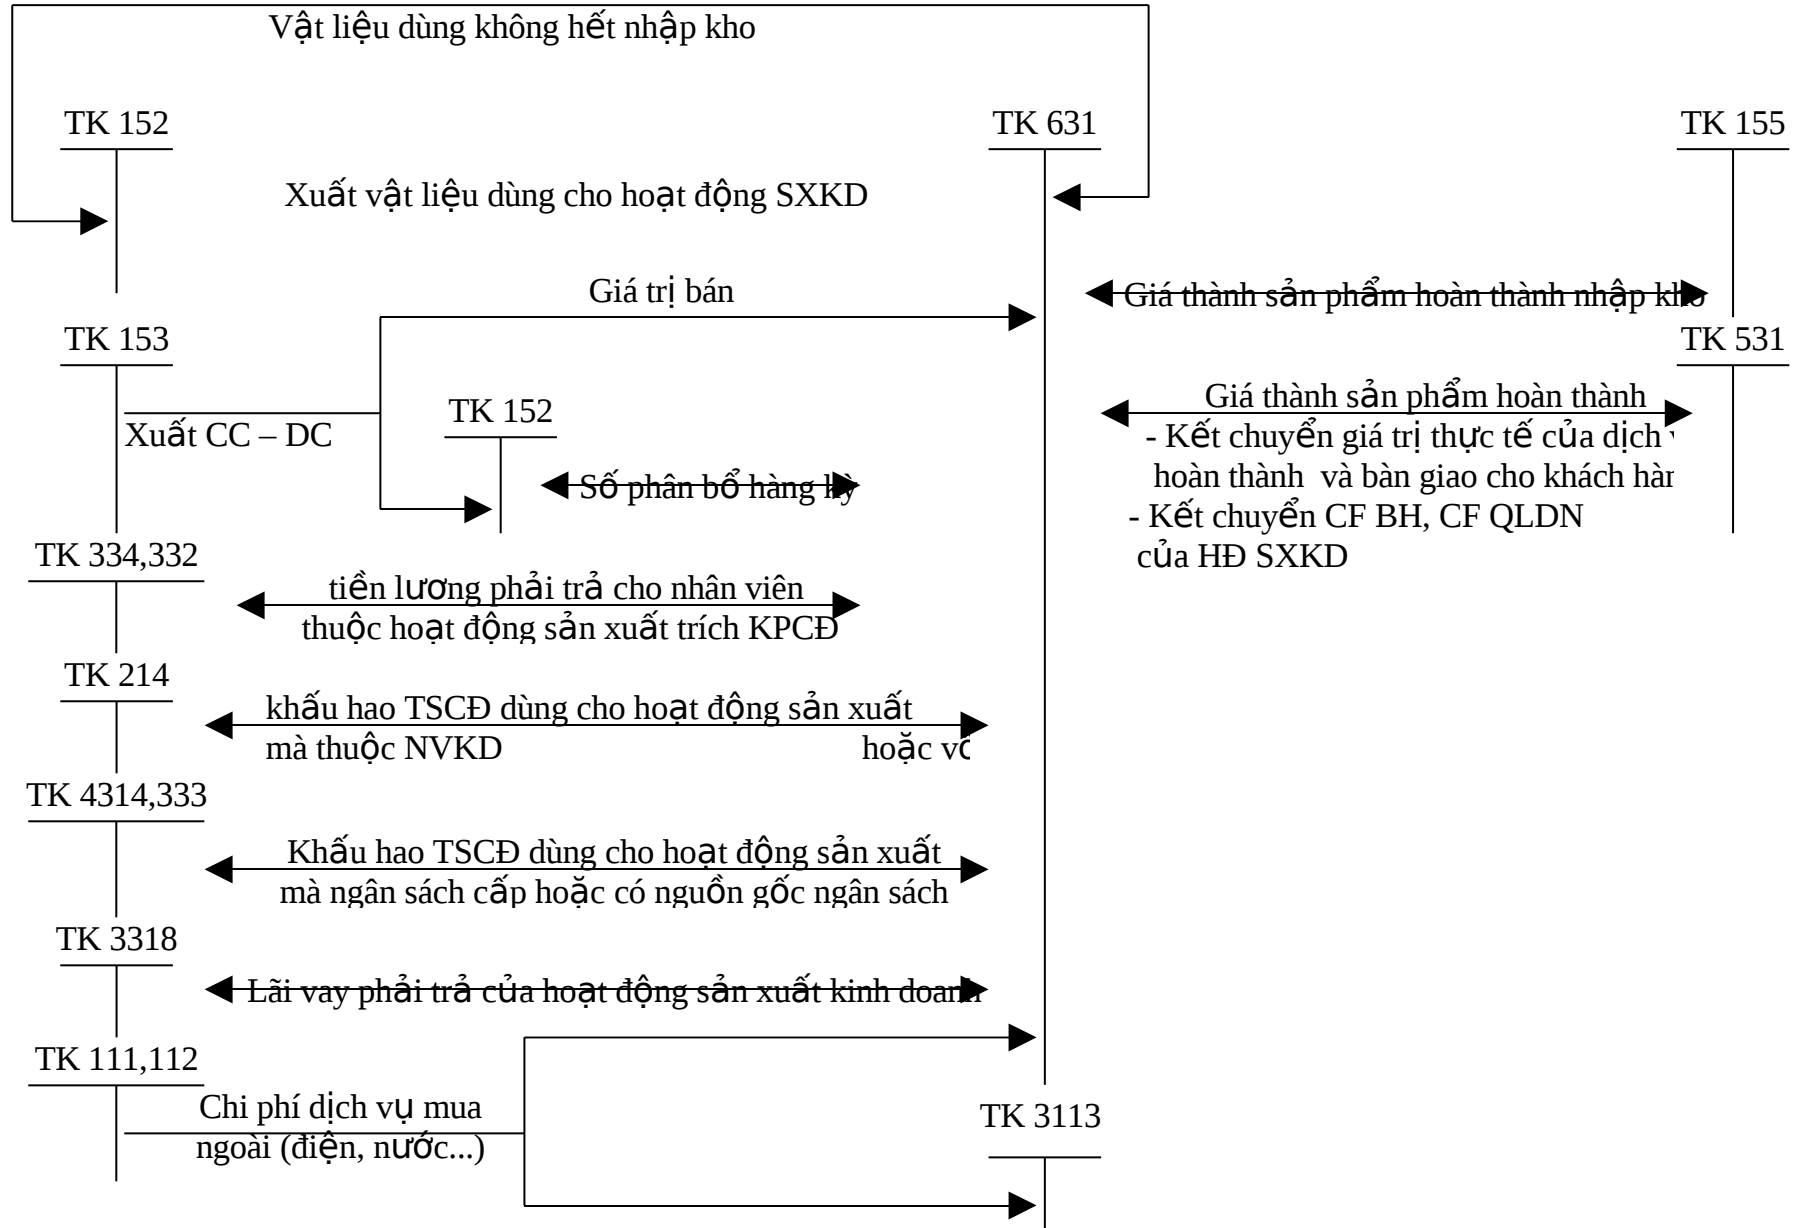 Vật liệu dùng không hết nhập kho
TK 152
TK 631
TK 155
Xuất vật liệu dùng cho hoạt động SXKD
Giá trị bán
Giá thành sản phẩm hoàn thành nhập kho
TK 153
TK 531
Xuất CC – DC
TK 152
Số phân bổ hàng kỳ
Giá thành sản phẩm hoàn thành
- Kết chuyển giá trị thực tế của dịch
hoàn thành và bàn giao cho khách
- Kết chuyển CF BH, CF QLDN
của HĐ SXKD
TK 334,332
tiền lương phải trả cho nhân viên
thuộc hoạt động sản xuất trích KPCĐ
TK 214
khấu hao TSCĐ dùng cho hoạt động sản xuất
mà thuộc NVKD hoặc
TK 4314,333
Khấu hao TSCĐ dùng cho hoạt động sản xuất
mà ngân sách cấp hoặc có nguồn gốc ngân sách
TK 3318
Lãi vay phải trả của hoạt động sản xuất kinh doanh
TK 111,112
Chi phí dịch vụ mua
ngoài (điện, nước...)
TK 3113